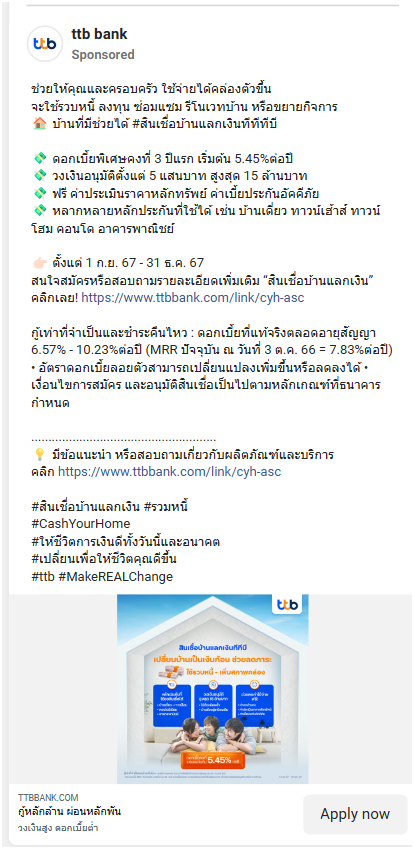 ttb bank
Sponsored
ช่วยให้คุณและครอบครัว ใช้จ่ายได้คล่องตัวขึ้น
จะใช้รวบหนี้ ลงทุน ซ่อมแซม รีโนเวทบ้าน หรือขยายกิจการ
🏠 บ้านที่มีช่วยได้ #สินเชื่อบ้านแลกเงินทีทีทีบี
💸 ดอกเบี้ยพิเศษคงที่ 3 ปีแรก เริ่มต้น 5.45%ต่อปี
💸 วงเงินอนุมัติตั้งแต่ 5 แสนบาท สูงสุด 15 ล้านบาท
💸 ฟรี ค่าประเมินราคาหลักทรัพย์ ค่าเบี้ยประกันอัคคีภัย
💸 หลากหลายหลักประกันที่ใช้ได้ เช่น บ้านเดี่ยว ทาวน์เฮ้าส์ ทาวน์
โฮม คอนโด อาคารพาณิชย์
👉🏻 ตั้งแต่ 1 ก.ย. 67 - 31 ธ.ค. 67
สนใจสมัครหรือสอบถามรายละเอียดเพิ่มเติม “สินเชื่อบ้านแลกเงิน”
คลิกเลย! https://www.ttbbank.com/link/cyh-asc
กู้เท่าที่จำเป็นและชำระคืนไหว : ดอกเบี้ยที่แท้จริงตลอดอายุสัญญา
6.57% - 10.23%ต่อปี (MRR ปัจจุบัน ณ วันที่ 3 ต.ค. 66 = 7.83%ต่อปี)
• อัตราดอกเบี้ยลอยตัวสามารถเปลี่ยนแปลงเพิ่มขึ้นหรือลดลงได้ •
เงื่อนไขการสมัคร และอนุมัติสินเชื่อเป็นไปตามหลักเกณฑ์ที่ธนาคาร
กำหนด
.....................................................
💡 มีข้อแนะนำ หรือสอบถามเกี่ยวกับผลิตภัณฑ์และบริการ
คลิก https://www.ttbbank.com/link/cyh-asc
#สินเชื่อบ้านแลกเงิน #รวมหนี้
#CashYourHome
#ให้ชีวิตการเงินดีทั้งวันนี้และอนาคต
#เปลี่ยนเพื่อให้ชีวิตคุณดีขึ้น
#ttb #MakeREALChange
ttb
สินเชื่อบ้านแลกเงินทีทีบี
เปลี่ยนบ้านเป็นเงินก้อน ช่วยลดภาระ
ใช้รวบหนี้ - เพิ่มสภาพคล่อง
5.45%
TTBBANK.COM
กู้หลักล้าน ผ่อนหลักพัน
วงเงินสูง ดอกเบี้ยต่ำ
Apply now